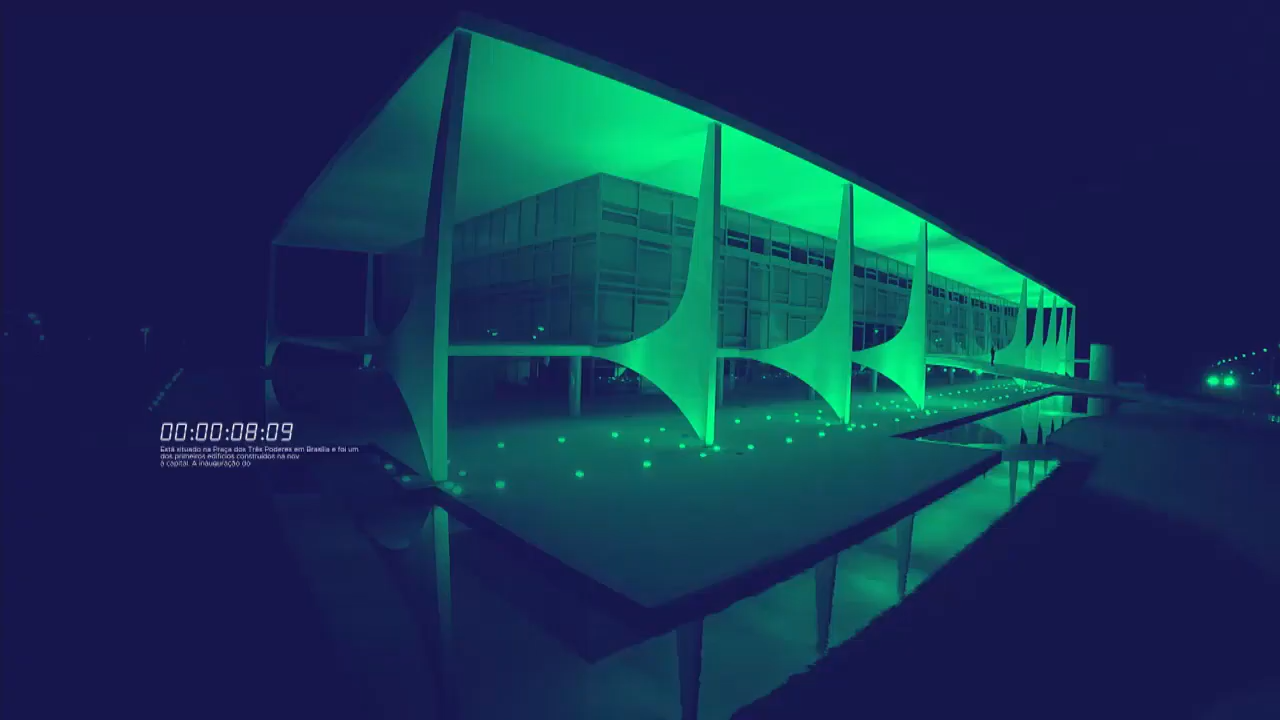 00:00:08:09
Está situado na Praça dos Três Poderes em Brasília e foi um
dos primeiros edifícios construídos na nov
a capital. A inauguração do